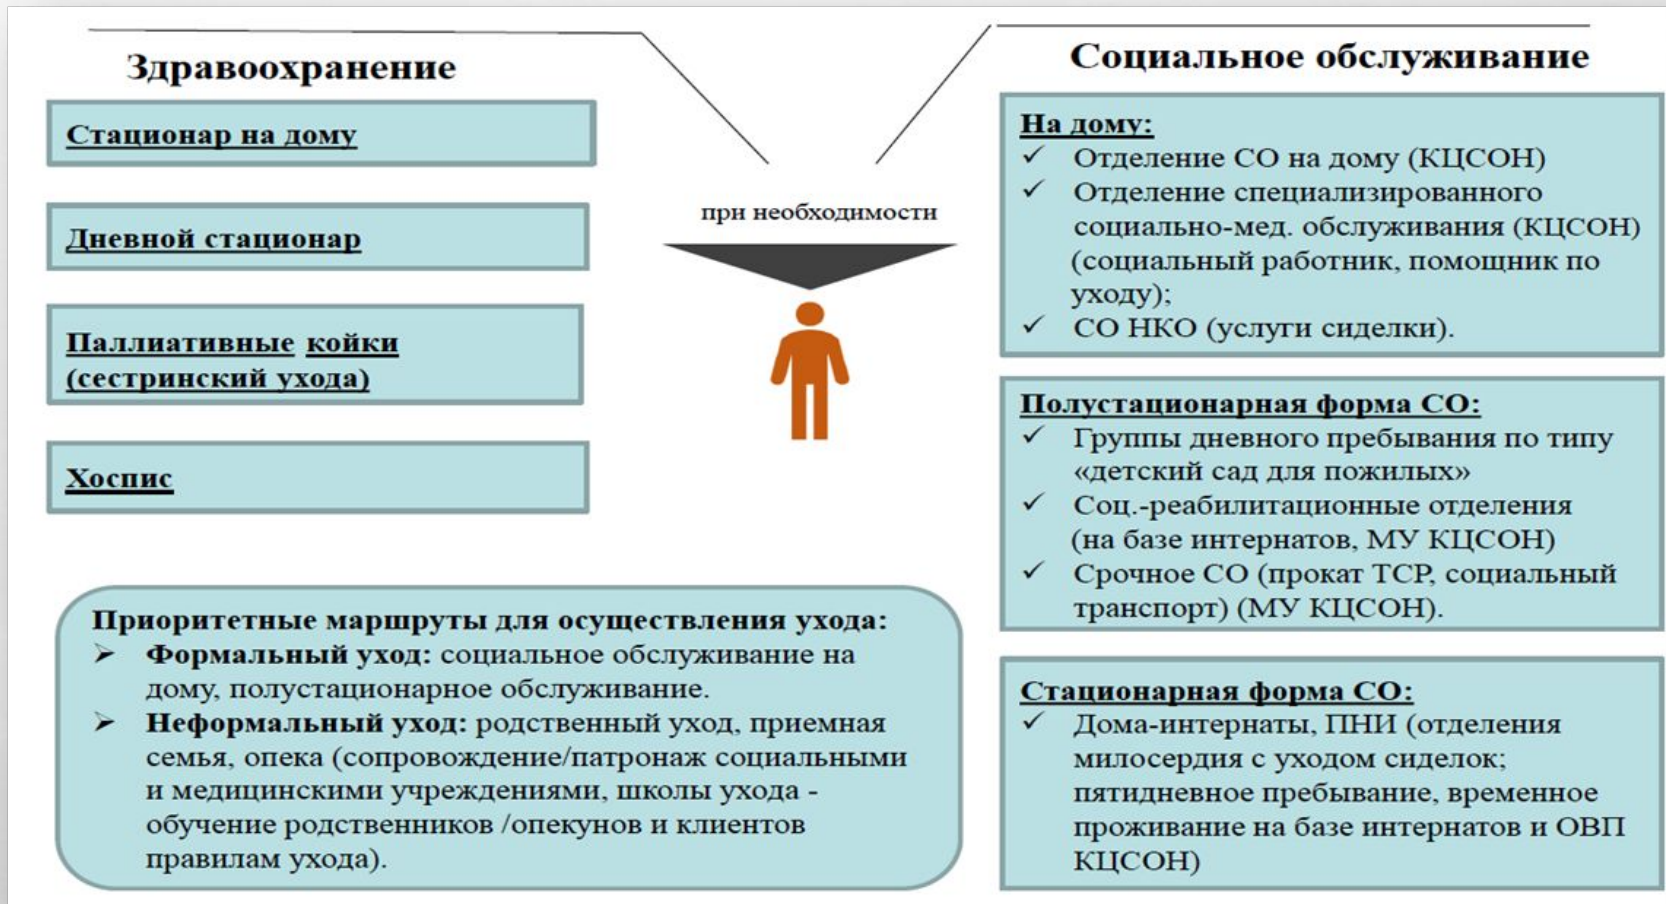 Здравоохранение
Стационар на дому
Дневной стационар
Паллиативные койки
(сестринский ухода)
Хоспис
при необходимости
Социальное обслуживание
На дому:
✓ Отделение СО на дому (КЦСОН)
✓ Отделение специализированного
социально-мед. обслуживания (КЦСОН)
(социальный работник, помощник по
уходу);
✓ СО НКО (услуги сиделки).
Полустационарная форма СО:
✓ Группы дневного пребывания по типу
«детский сад для пожилых»
✓ Соц.-реабилитационные отделения
(на базе интернатов, МУ КЦСОН)
✓ Срочное СО (прокат ТСР, социальный
транспорт) (МУ КЦСОН).
Стационарная форма СО:
✓ Дома-интернаты, ПНИ (отделения
милосердия с уходом сиделок;
пятидневное пребывание, временное
проживание на базе интернатов и ОВП
КЦСОН)
Приоритетные маршруты для осуществления ухода:
➤ Формальный уход: социальное обслуживание на
дому, полустационарное обслуживание.
➤ Неформальный уход: родственный уход, приемная
семья, опека (сопровождение/патронаж социальными
и медицинскими учреждениями, школы ухода -
обучение родственников /опекунов и клиентов
правилам ухода).